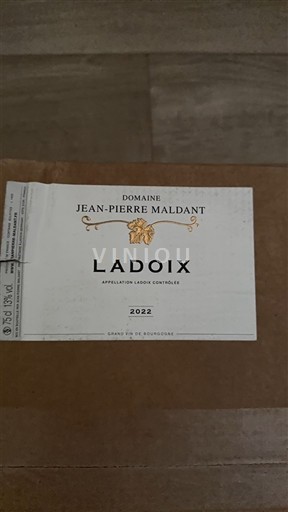 DOMAINE
JEAN-PIERRE MALDANT
VINIOU
LADOIX
APPELLATION LADOIX CONTRÔLÉE
2022
GRAND VIN DE BOURGOGNE
75 cl 13% vol.